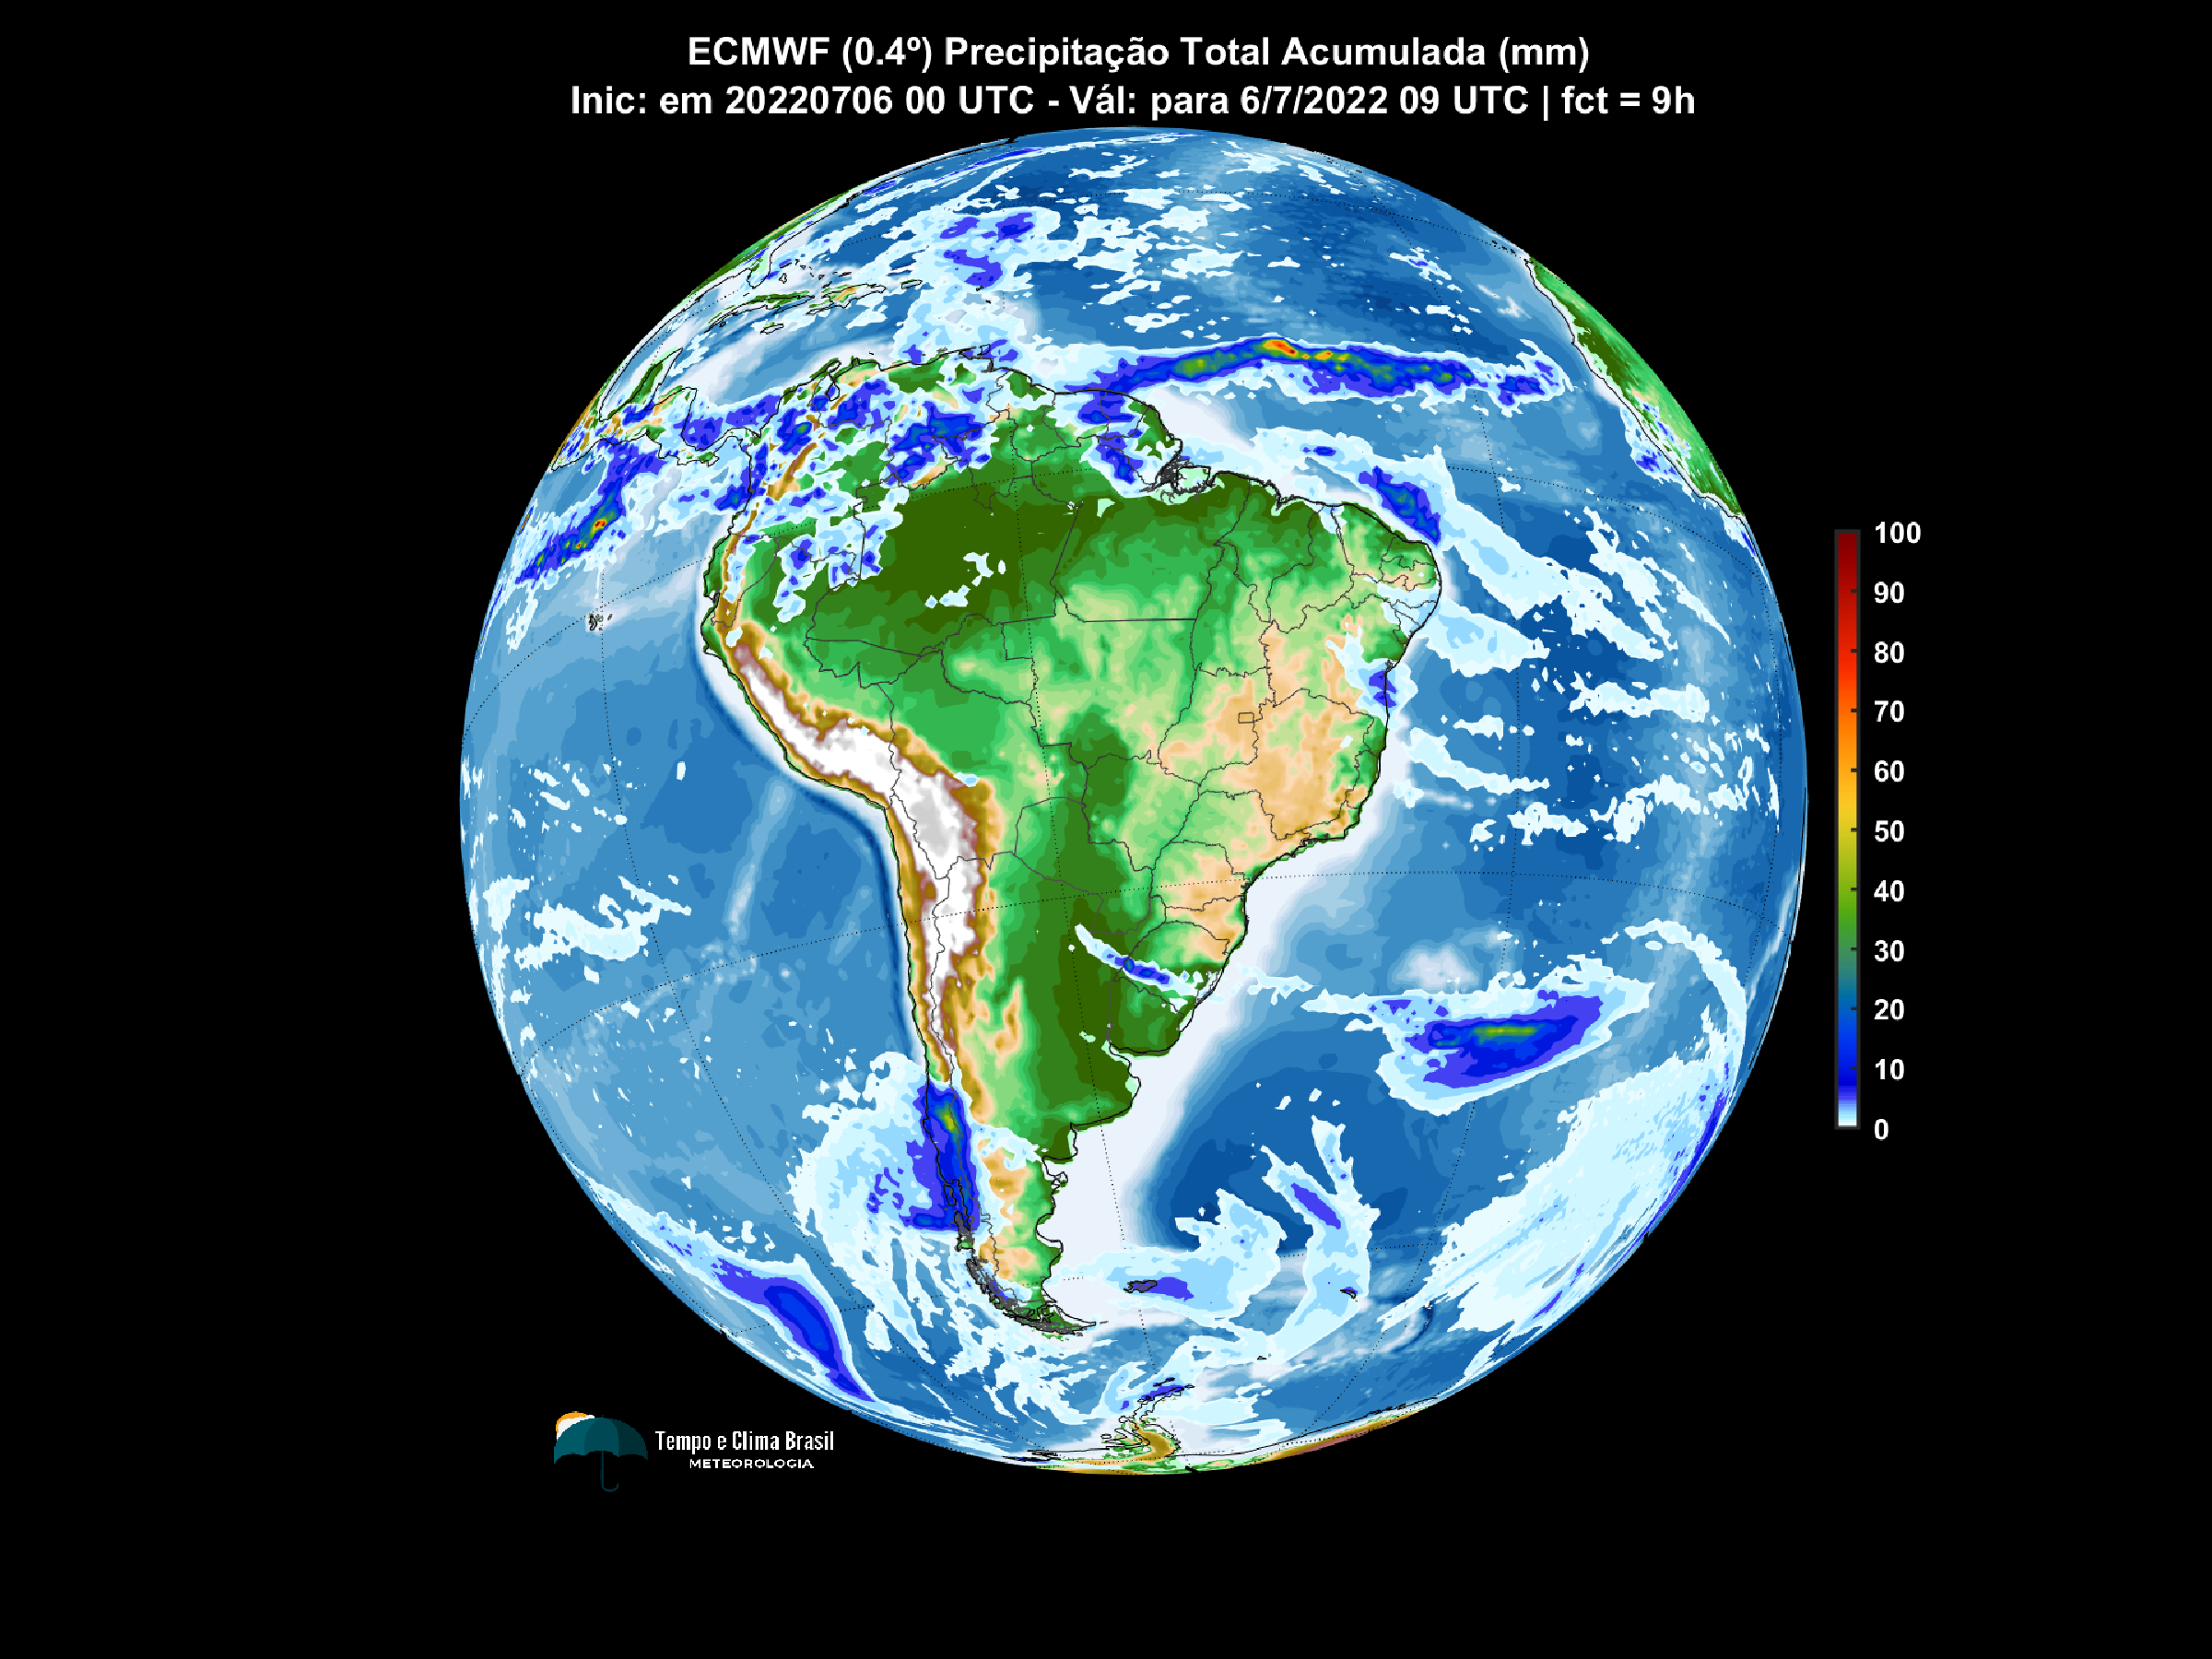 ECMWF (0.4º) Precipitação Total Acumulada (mm)
Inic: em 20220706 00 UTC - Vál: para 6/7/2022 09 UTC | fct = 9h
100
90
80
70
60
50
40
30
20
10
0
Tempo e Clima Brasil
METEOROLOGIA